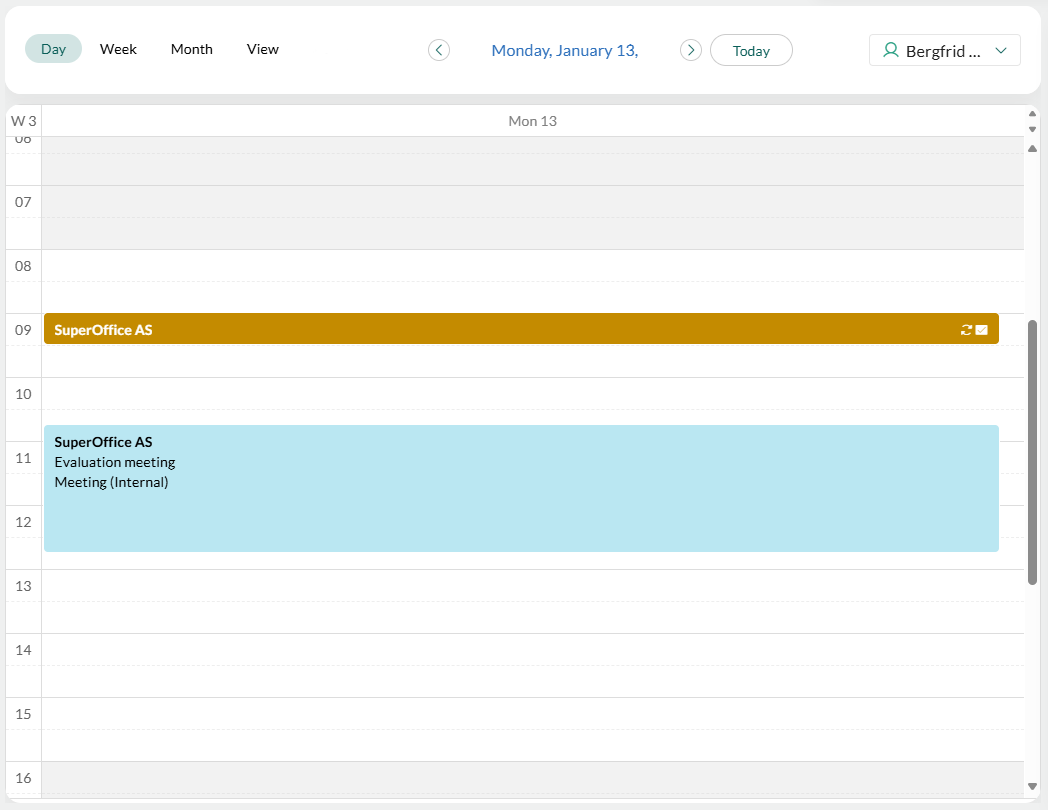 Day Week Month View Monday, January 13, Today Bergfrid ...
W 3 Mon 13
06
07
08
09 SuperOffice AS
10
SuperOffice AS
11 Evaluation meeting
Meeting (Internal)
12
13
14
15
16